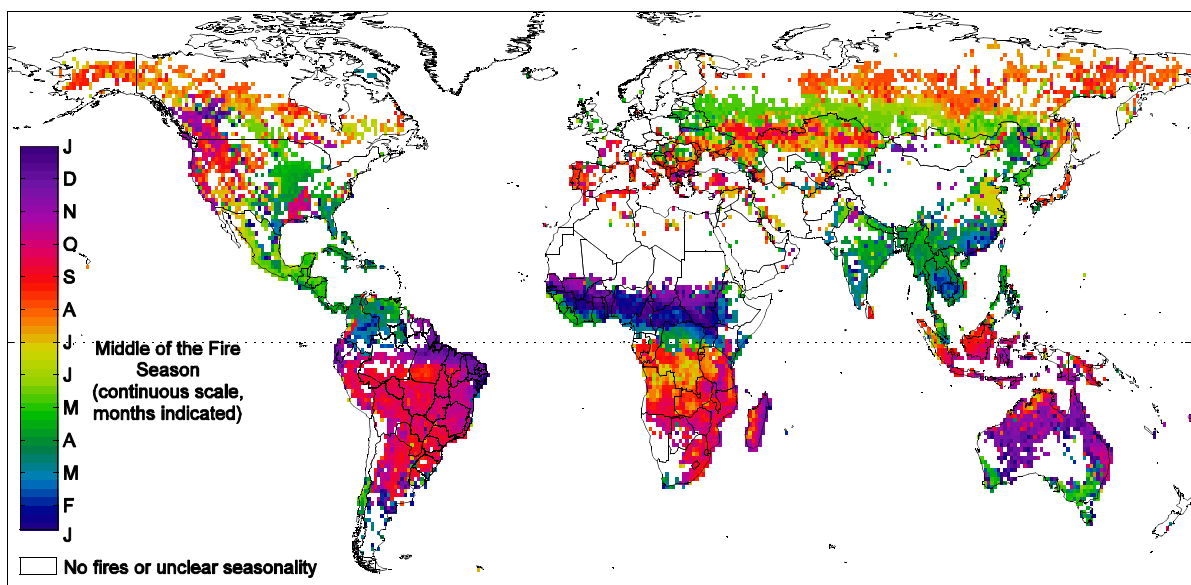 J
D
N
O
S
A
J
J
M
A
M
F
J
Middle of the Fire
Season
(continuous scale,
months indicated)
No fires or unclear seasonality